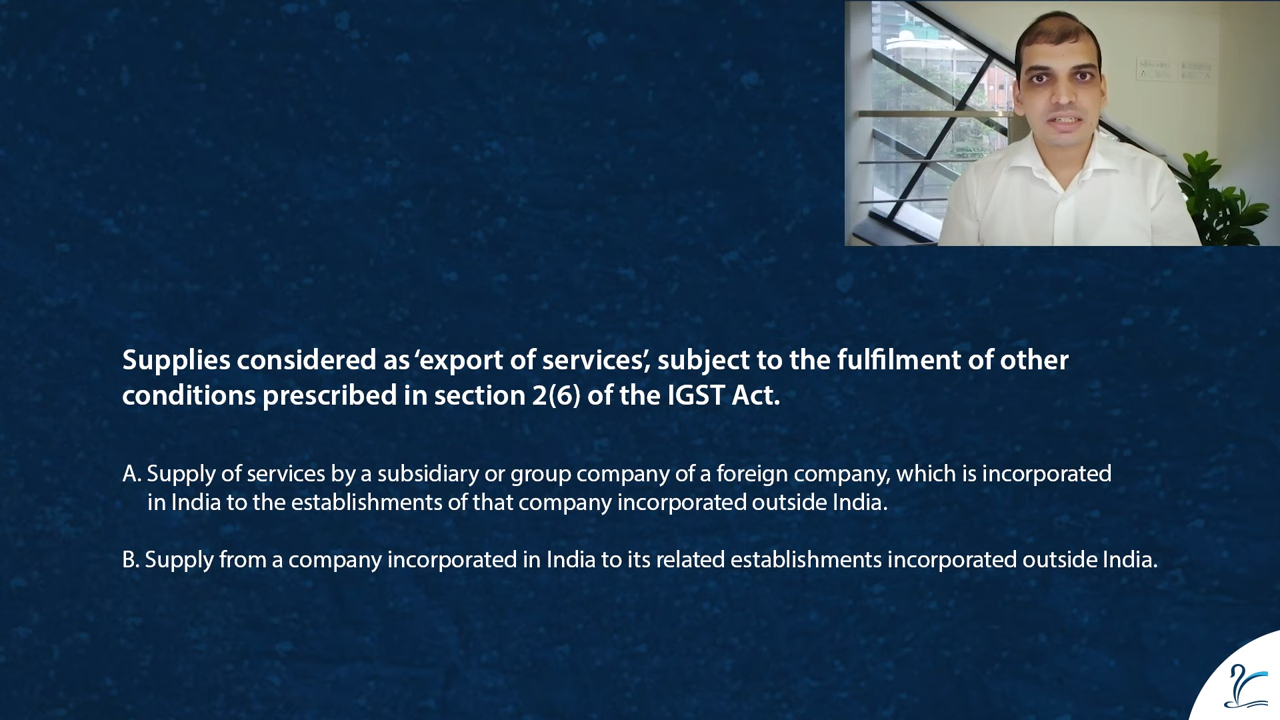 Supplies considered as ‘export of services’, subject to the fulfilment of other
conditions prescribed in section 2(6) of the IGST Act.
A. Supply of services by a subsidiary or group company of a foreign company, which is incorporated
in India to the establishments of that company incorporated outside India.
B. Supply from a company incorporated in India to its related establishments incorporated outside India.